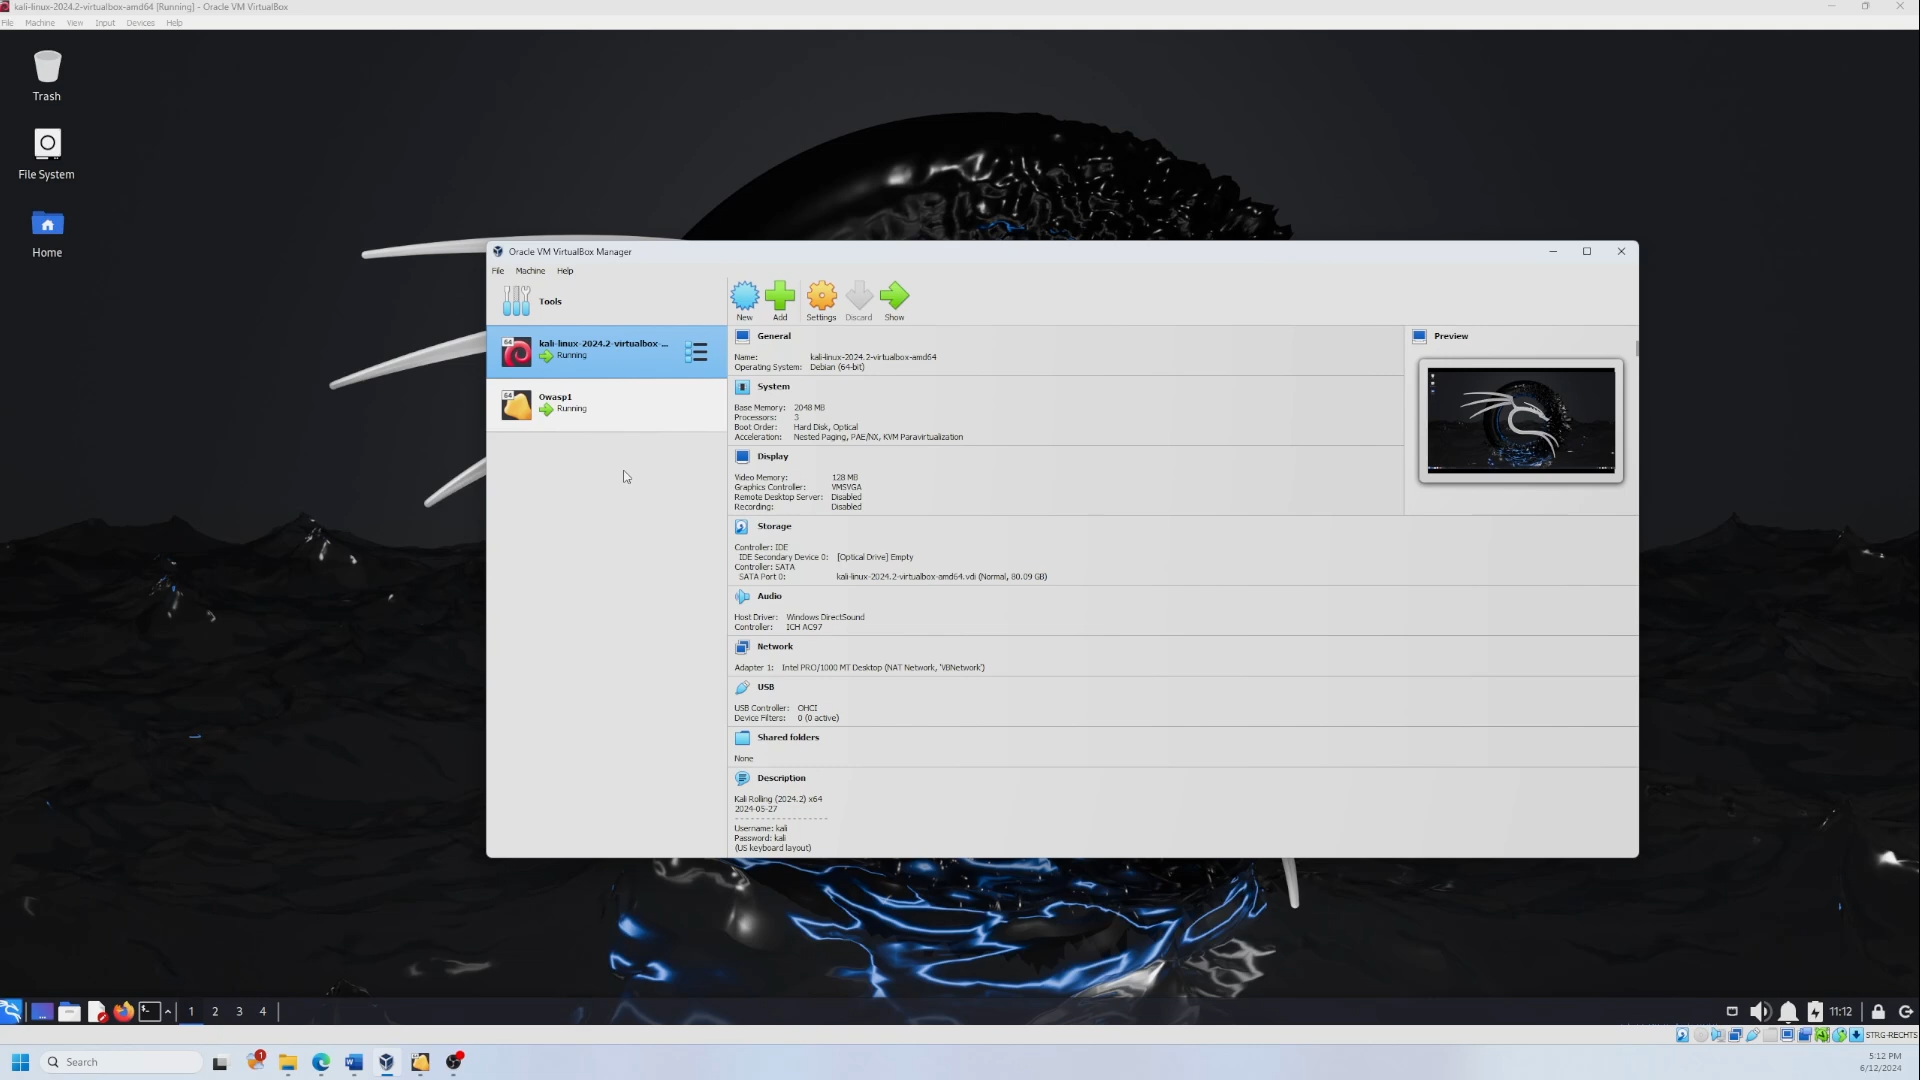 kali-linux-2024.2-virtualbox-amd64 [Running] - Oracle VM VirtualBox
File Machine View Input Devices Help
Trash
File System
Home
Oracle VM VirtualBox Manager
File Machine Help
Tools
New Add Settings Discard Show
64
kali-linux-2024.2-virtualbox-...
Running
64
Owasp1
Running
General
Name: kali-linux-2024.2-virtualbox-amd64
Operating System: Debian (64-bit)
System
Base Memory: 2048 MB
Processors: 3
Boot Order: Hard Disk, Optical
Acceleration: Nested Paging, PAE/NX, KVM Paravirtualization
Display
Video Memory: 128 MB
Graphics Controller: VMSVGA
Remote Desktop Server: Disabled
Recording: Disabled
Storage
Controller: IDE
IDE Secondary Device 0: [Optical Drive] Empty
Controller: SATA
SATA Port 0: kali-linux-2024.2-virtualbox-amd64.vdi (Normal, 80.09 GB)
Audio
Host Driver: Windows DirectSound
Controller: ICH AC97
Network
Adapter 1: Intel PRO/1000 MT Desktop (NAT Network, 'VBNetwork')
USB
USB Controller: OHCI
Device Filters: 0 (0 active)
Shared folders
None
Description
Kali Rolling (2024.2) x64
2024-05-27
- - - - - - - - - - - - - - - - -
Username: kali
Password: kali
(US keyboard layout)
Preview
1 2 3 4
11:12
STRG-RECHTS
Search
1
5:12 PM
6/12/2024